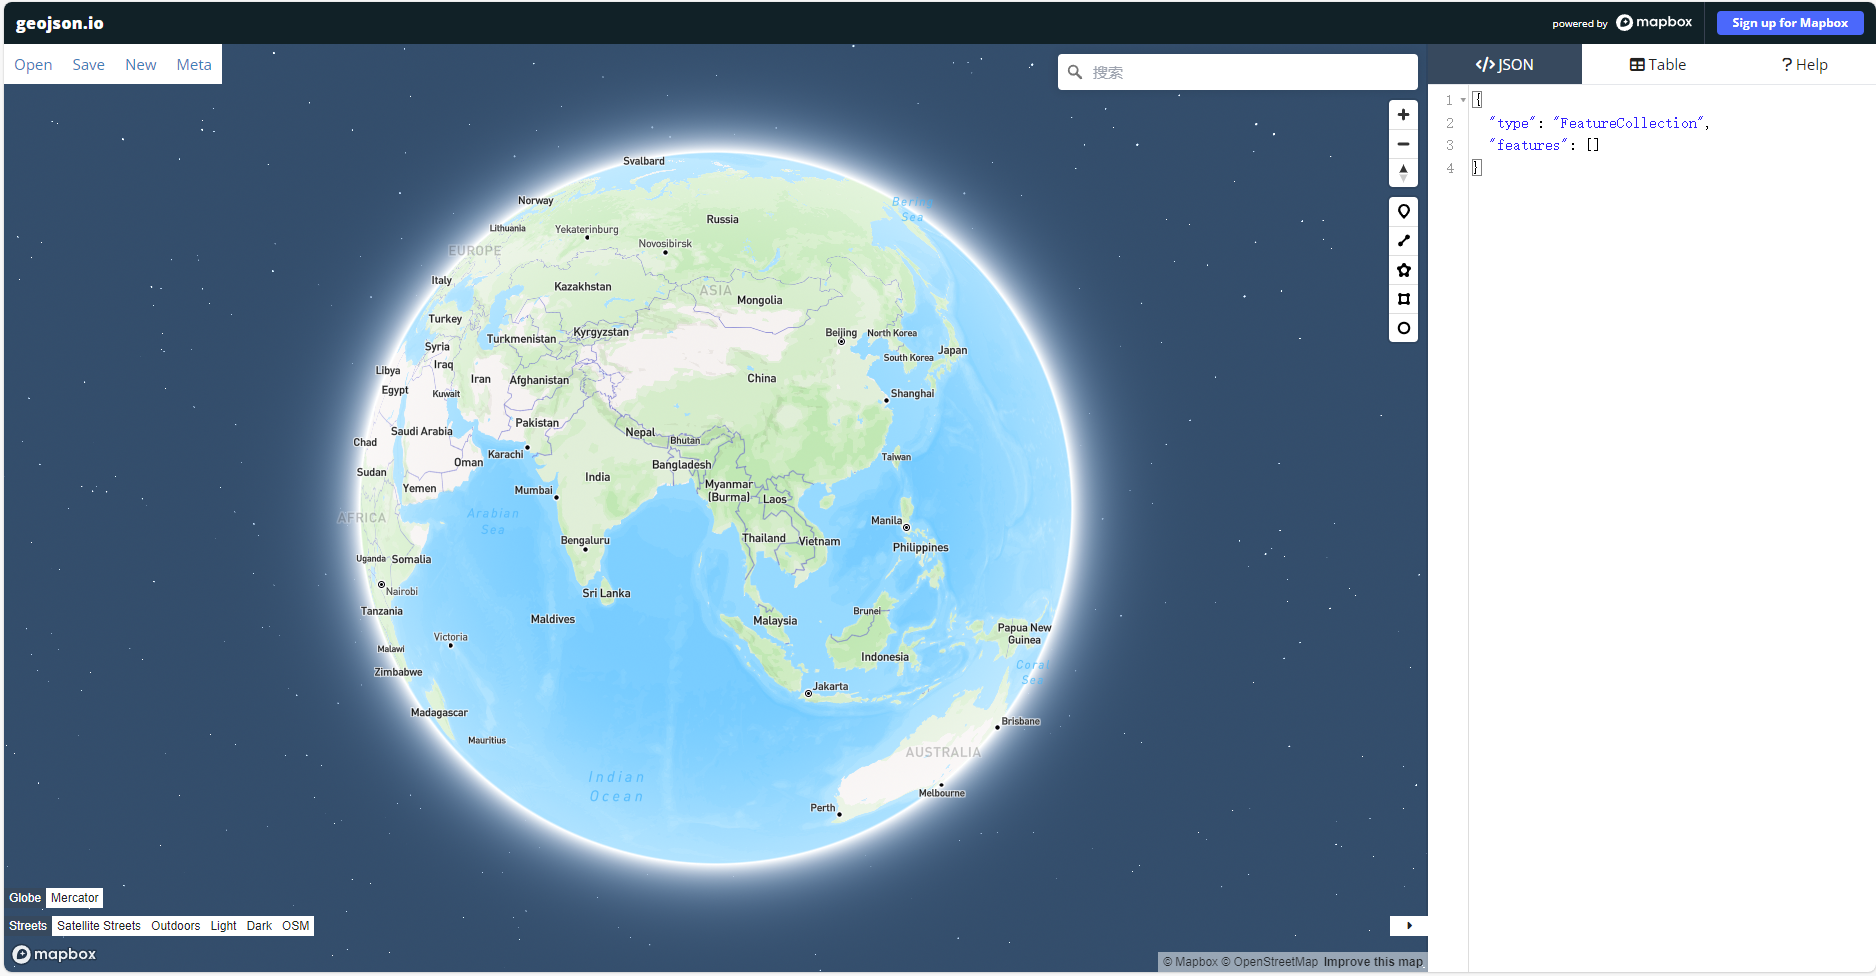 geojson.io
powered by mapbox
Sign up for Mapbox
Open Save New Meta
搜索
</>JSON
Table
? Help
1 {
2 "type": "FeatureCollection",
3 "features": []
4 }
Svalbard
Norway
Bering
Sea
Russia
Lithuania
Yekaterinburg
Novosibirsk
EUROPE
Italy
Kazakhstan
ASIA
Mongolia
Turkey
Kyrgyzstan
Beijing
North Korea
Turkmenistan
Syria
Japan
South Korea
Iraq
Libya
Iran
Afghanistan
China
Egypt
Kuwait
Shanghai
Pakistan
Saudi Arabia
Nepal
Bhutan
Chad
Karachi
Taiwan
Oman
Bangladesh
Sudan
India
Yemen
Mumbai
Myanmar
(Burma)
Laos
Arabian
Sea
AFRICA
Manila
Bengaluru
Thailand
Vietnam
Philippines
Uganda
Somalia
Nairobi
Sri Lanka
Tanzania
Maldives
Brunei
Malaysia
Papua New
Guinea
Victoria
Malawi
Indonesia
Coral
Sea
Zimbabwe
Jakarta
Madagascar
Brisbane
Mauritius
AUSTRALIA
Indian
Ocean
Melbourne
Perth
Globe Mercator
Streets Satellite Streets Outdoors Light Dark OSM
mapbox
© Mapbox © OpenStreetMap Improve this map